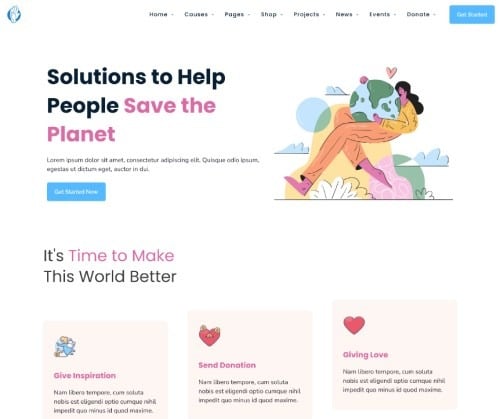 Home Causes Pages Shop Projects News Events Donate Get Started
Solutions to Help
People Save the
Planet
Lorem ipsum dolor sit amet, consectetur adipiscing elit. Quisque odio ipsum,
egestas ut dictum eget, auctor in dui.
Get Started Now
It's Time to Make
This World Better
Give Inspiration
Nam libero tempore, cum soluta
nobis est eligendi optio cumque nihil
impedit quo minus id quod maxime.
Send Donation
Nam libero tempore, cum soluta
nobis est eligendi optio cumque nihil
impedit quo minus id quod maxime.
Giving Love
Nam libero tempore, cum soluta
nobis est eligendi optio cumque nihil
impedit quo minus id quod maxime.